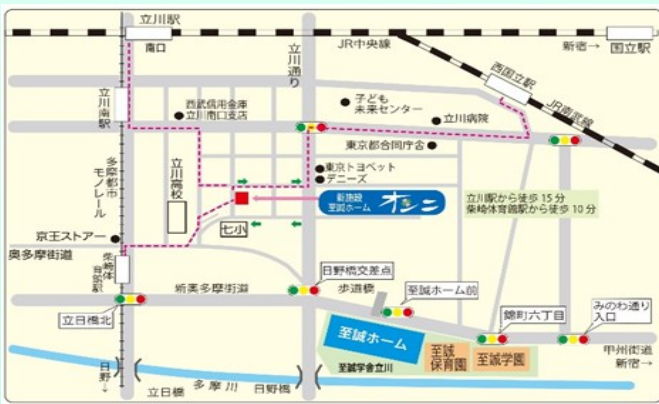 立川駅
南口
立川通り
JR中央線
新宿→
国立駅
西国立駅
JR南武線
立川南駅
西武信用金庫
立川南口支店
子ども
未来センター
立川病院
東京都合同庁舎
多摩都市
モノレール
立川高校
東京トヨペット
デニーズ
新施設
至誠ホーム
オンニ
立川駅から徒歩15分
柴崎体育館駅から徒歩10分
七小
京王ストアー
奥多摩街道
柴崎体
育館駅
新奥多摩街道
日野橋交差点
歩道橋
至誠ホーム前
立日橋北
錦町六丁目
みのわ通り
入口
至誠ホーム
至誠
保育園
至誠学園
甲州街道
新宿→
至誠学舎立川
日野→
立日橋
多摩川
日野橋